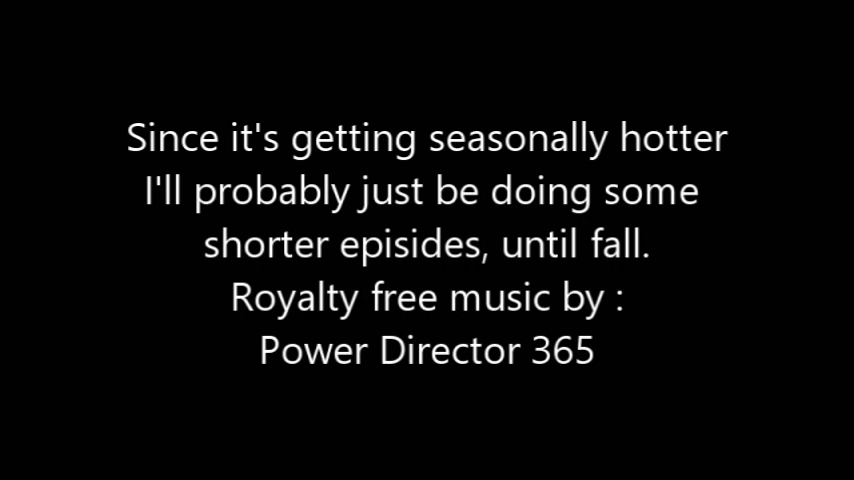 Since it's getting seasonally hotter
I'll probably just be doing some
shorter episides, until fall.
Royalty free music by :
Power Director 365